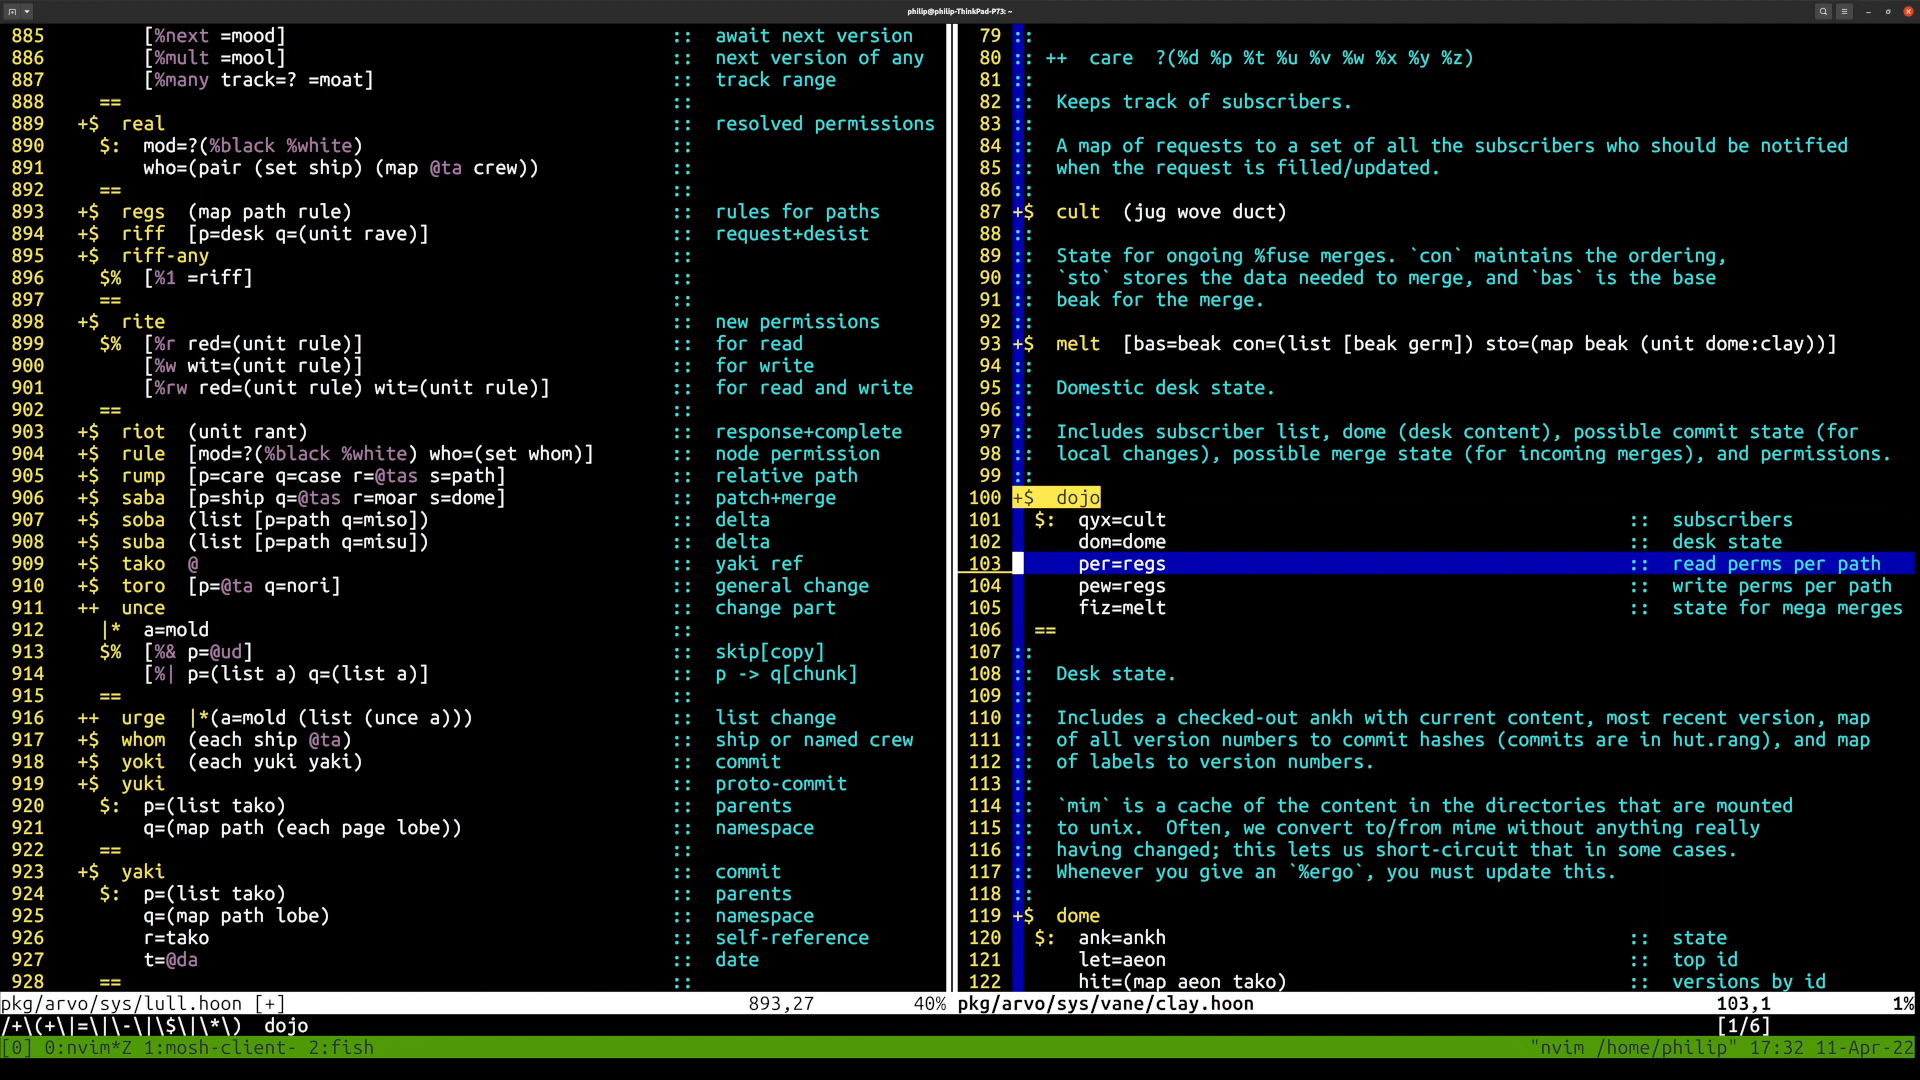 philip@philip-ThinkPad-P73: ~
885 [%next =mood] :: await next version
886 [%mult =mool] :: next version of any
887 [%many track=? =moat] :: track range
888 == ::
889 +$ real :: resolved permissions
890 $: mod=?(%black %white) ::
891 who=(pair (set ship) (map @ta crew)) ::
892 == ::
893 +$ regs (map path rule) :: rules for paths
894 +$ riff [p=desk q=(unit rave)] :: request+desist
895 +$ riff-any ::
896 $% [%1 =riff] ::
897 == ::
898 +$ rite :: new permissions
899 $% [%r red=(unit rule)] :: for read
900 [%w wit=(unit rule)] :: for write
901 [%rw red=(unit rule) wit=(unit rule)] :: for read and write
902 == ::
903 +$ riot (unit rant) :: response+complete
904 +$ rule [mod=?(%black %white) who=(set whom)] :: node permission
905 +$ rump [p=care q=case r=@tas s=path] :: relative path
906 +$ saba [p=ship q=@tas r=moar s=dome] :: patch+merge
907 +$ soba (list [p=path q=miso]) :: delta
908 +$ suba (list [p=path q=misu]) :: delta
909 +$ tako @ :: yaki ref
910 +$ toro [p=@ta q=nori] :: general change
911 ++ unce :: change part
912 |* a=mold ::
913 $% [%& p=@ud] :: skip[copy]
914 [%| p=(list a) q=(list a)] :: p -> q[chunk]
915 == ::
916 ++ urge |*(a=mold (list (unce a))) :: list change
917 +$ whom (each ship @ta) :: ship or named crew
918 +$ yoki (each yuki yaki) :: commit
919 +$ yuki :: proto-commit
920 $: p=(list tako) :: parents
921 q=(map path (each page lobe)) :: namespace
922 == ::
923 +$ yaki :: commit
924 $: p=(list tako) :: parents
925 q=(map path lobe) :: namespace
926 r=tako :: self-reference
927 t=@da :: date
928 == ::
pkg/arvo/sys/lull.hoon [+] 893,27 40%
79 ::
80 :: ++ care ?(%d %p %t %u %v %w %x %y %z)
81 ::
82 :: Keeps track of subscribers.
83 ::
84 :: A map of requests to a set of all the subscribers who should be notified
85 :: when the request is filled/updated.
86 ::
87 +$ cult (jug wove duct)
88 ::
89 :: State for ongoing %fuse merges. `con` maintains the ordering,
90 :: `sto` stores the data needed to merge, and `bas` is the base
91 :: beak for the merge.
92 ::
93 +$ melt [bas=beak con=(list [beak germ]) sto=(map beak (unit dome:clay))]
94 ::
95 :: Domestic desk state.
96 ::
97 :: Includes subscriber list, dome (desk content), possible commit state (for
98 :: local changes), possible merge state (for incoming merges), and permissions.
99 ::
100 +$ dojo
101 $: qyx=cult :: subscribers
102 dom=dome :: desk state
103 per=regs :: read perms per path
104 pew=regs :: write perms per path
105 fiz=melt :: state for mega merges
106 ==
107 ::
108 :: Desk state.
109 ::
110 :: Includes a checked-out ankh with current content, most recent version, map
111 :: of all version numbers to commit hashes (commits are in hut.rang), and map
112 :: of labels to version numbers.
113 ::
114 :: `mim` is a cache of the content in the directories that are mounted
115 :: to unix.  Often, we convert to/from mime without anything really
116 :: having changed; this lets us short-circuit that in some cases.
117 :: Whenever you give an `%ergo`, you must update this.
118 ::
119 +$ dome
120 $: ank=ankh :: state
121 let=aeon :: top id
122 hit=(map aeon tako) :: versions by id
pkg/arvo/sys/vane/clay.hoon 103,1 1%
/+\(+\|=\|\-\|\$\|\*\)  dojo [1/6]
[0] 0:nvim*Z 1:mosh-client- 2:fish "nvim /home/philip" 17:32 11-Apr-22